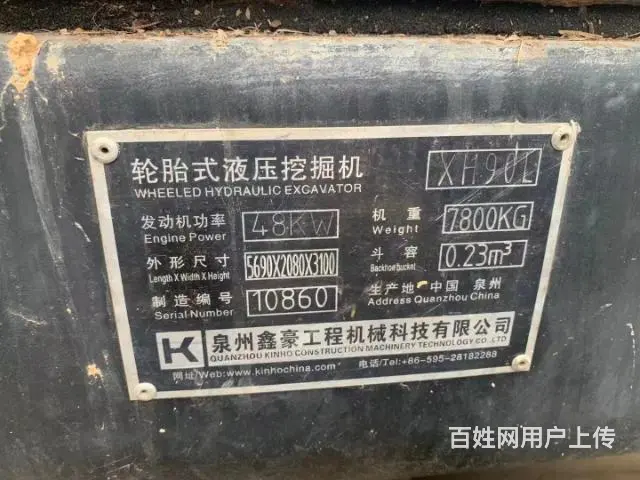 轮胎式液压挖掘机 XH90L
WHEELED HYDRAULIC EXCAVATOR
发动机功率 48KW 机重 7800KG
Engine Power Weight
外形尺寸 5690X2080X3100 斗容 0.23m³
Length X Width X Height Backhoe bucket
制造编号 10860 生产地 中国 泉州
Serial Number Address Quanzhou China
K 泉州鑫豪工程机械科技有限公司
QUANZHOU KINHO CONSTRUCTION MACHINERY TECHNOLOGY CO.,LTD
网址/Web:www.kinhochina.com 电话/Tel:+86-595-28182288
百姓网用户上传